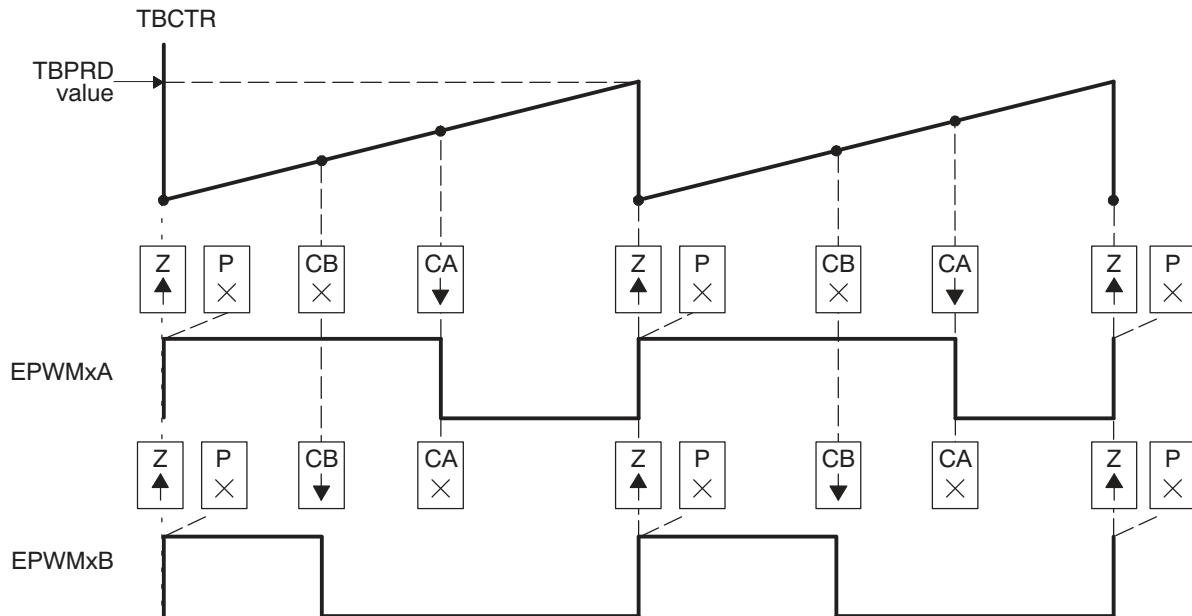 TBCTR
TBPRD
value
Z P CB CA Z P CB CA Z P
EPWMxA
Z P CB CA Z P CB CA Z P
EPWMxB